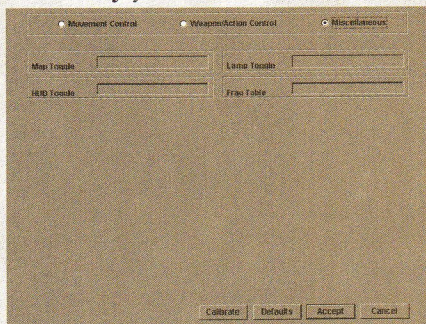 Movement Control Weapon/Action Control Miscellaneous
Map Toggle Lamp Toggle
HUD Toggle Frag Table
Calibrate Defaults Accept Cancel